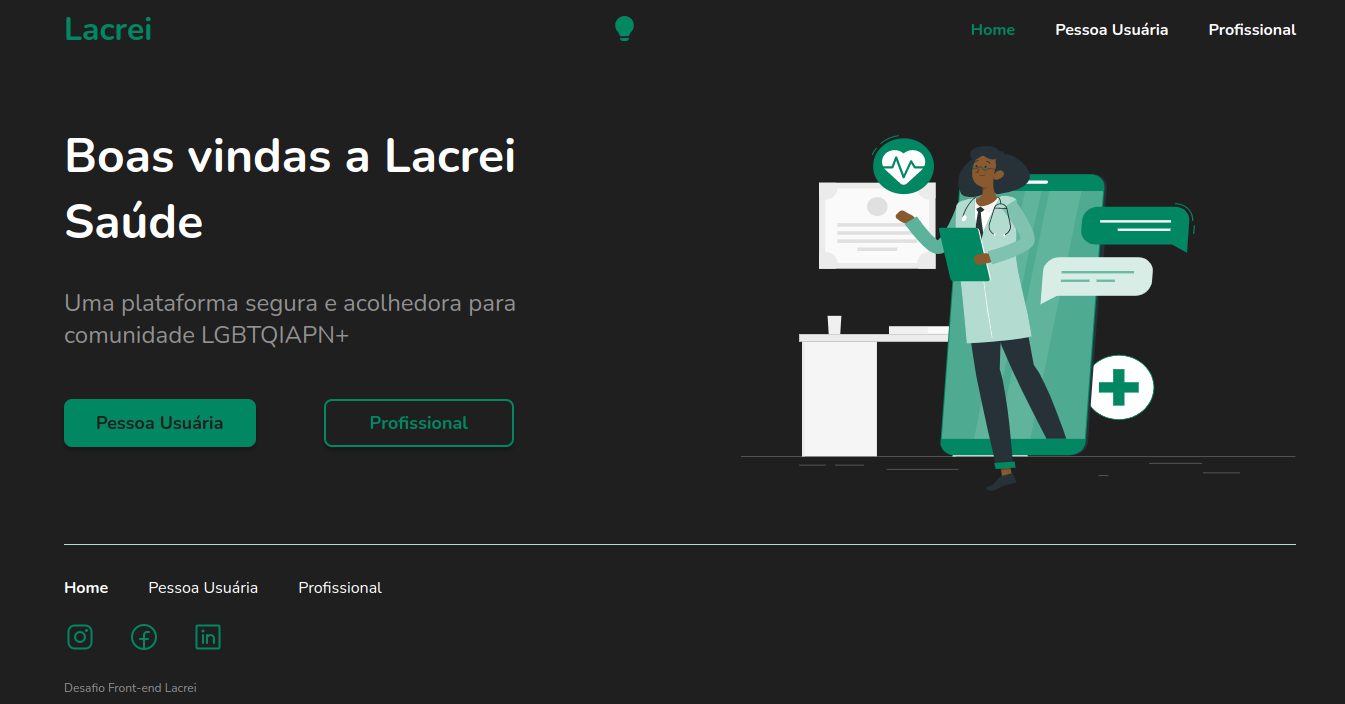 Lacrei
Home Pessoa Usuária Profissional
Boas vindas a Lacrei
Saúde
Uma plataforma segura e acolhedora para
comunidade LGBTQIAPN+
Pessoa Usuária Profissional
Home Pessoa Usuária Profissional
Desafio Front-end Lacrei